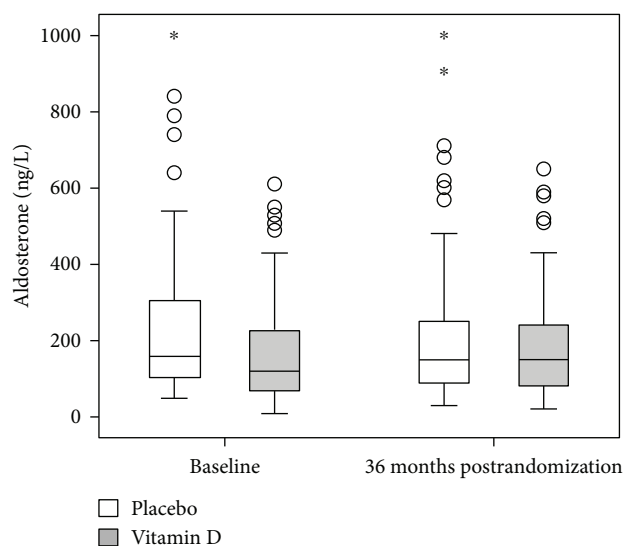 1000
800
600
400
200
0
Aldosterone (ng/L)
* *
*
Baseline 36 months postrandomization
Placebo
Vitamin D